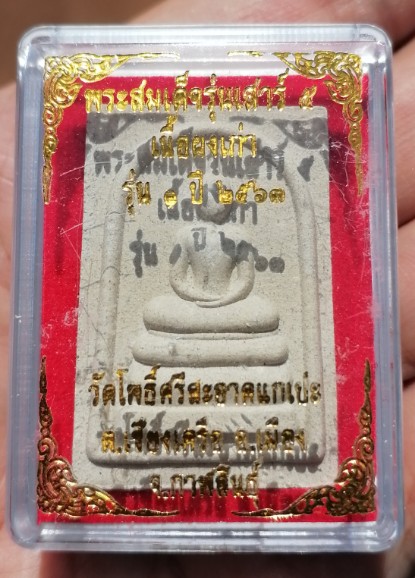 พระสมเด็จรุ่นเสาร์ ๕
เนื้อผงเก่า
รุ่น ๑ ปี ๒๕๖๓
วัดโพธิ์ศรีสะอาดแกเปะ
ต.เชียงเครือ อ.เมือง
จ.กาฬสินธุ์